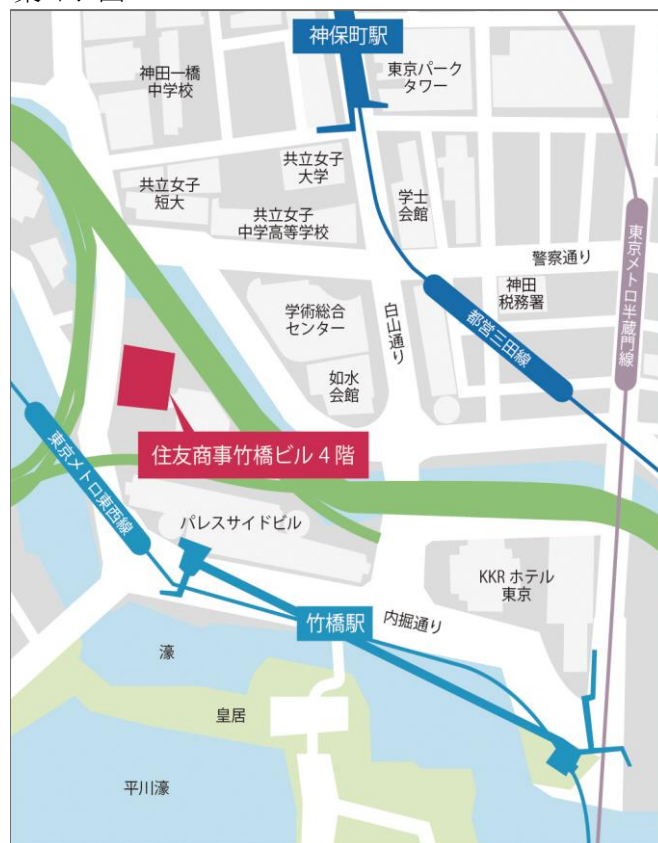 神保町駅
神田一橋
中学校
東京パーク
タワー
共立女子
大学
共立女子
短大
学士
会館
共立女子
中学高等学校
警察通り
東京メトロ半蔵門線
神田
税務署
学術総合
センター
白山通り
都営三田線
如水
会館
住友商事竹橋ビル 4 階
東京メトロ東西線
パレスサイドビル
KKR ホテル
東京
竹橋駅
内掘通り
濠
皇居
平川濠